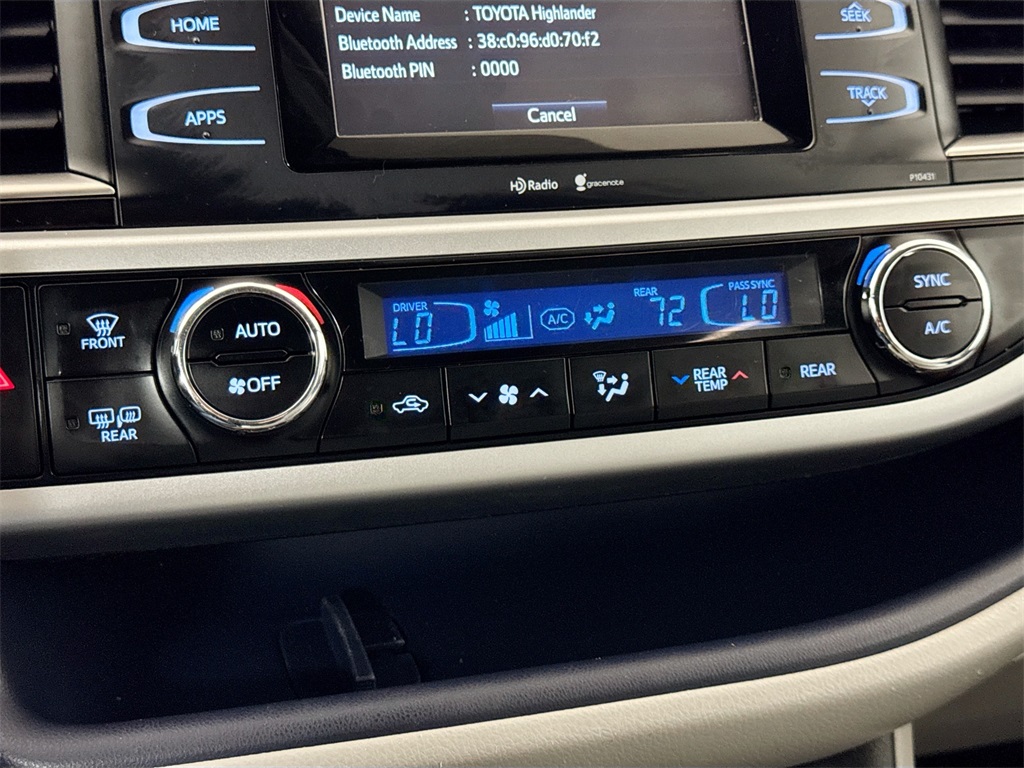 HOME
APPS
Device Name : TOYOTA Highlander
Bluetooth Address : 38:c0:96:d0:70:f2
Bluetooth PIN : 0000
Cancel
SEEK
TRACK
HD Radio gracenote
P10431
FRONT
REAR
AUTO
OFF
DRIVER
LO
A/C
REAR
72
PASS SYNC
LO
REAR
TEMP
REAR
SYNC
A/C